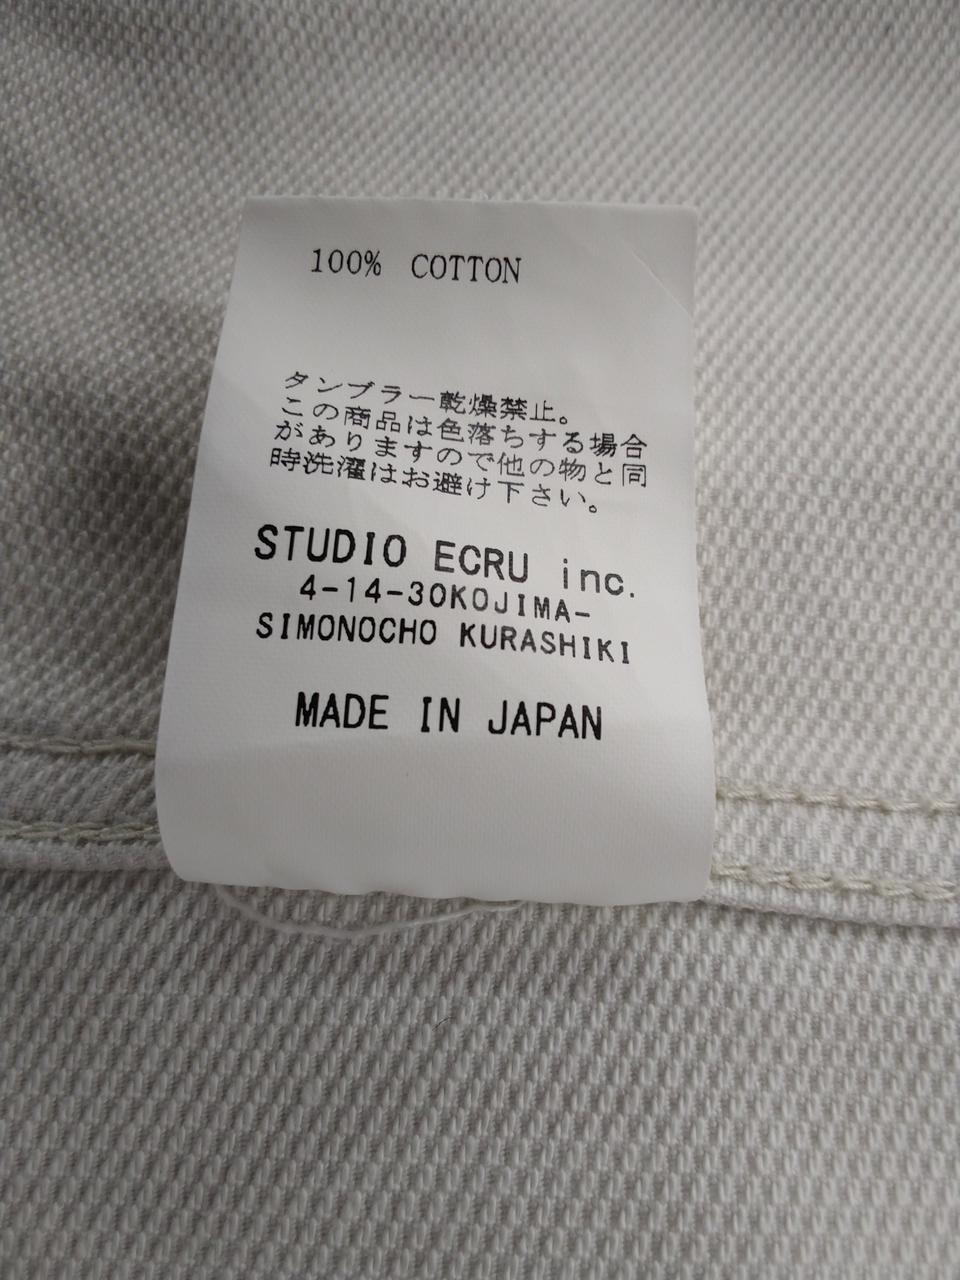 100% COTTON
タンブラー乾燥禁止。
この商品は色落ちする場合
がありますので他の物と同
時洗濯はお避け下さい。
STUDIO ECRU inc.
4-14-30KOJIMA-
SIMONOCHO KURASHIKI
MADE IN JAPAN